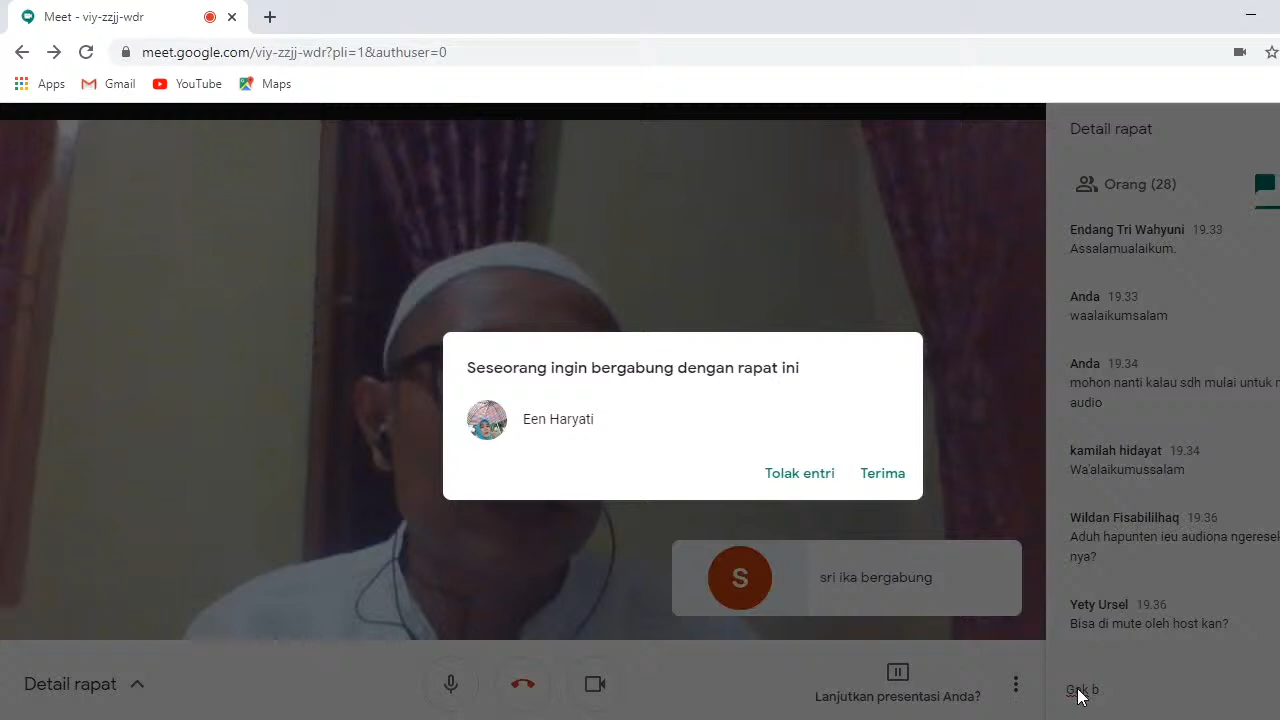 Meet - viy-zzjj-wdr
meet.google.com/viy-zzjj-wdr?pli=1&authuser=0
Apps Gmail YouTube Maps
Detail rapat
Orang (28)
Endang Tri Wahyuni 19.33
Assalamualaikum.
Anda 19.33
waalaikumsalam
Anda 19.34
mohon nanti kalau sdh mulai untuk
audio
kamilah hidayat 19.34
Wa'alaikumussalam
Wildan Fisabililhaq 19.36
Aduh hapunten ieu audiona
nya?
Yety Ursel 19.36
Bisa di mute oleh host kan?
Seseorang ingin bergabung dengan rapat ini
Een Haryati
Tolak entri Terima
S
sri ika bergabung
Detail rapat
Lanjutkan presentasi Anda?
b